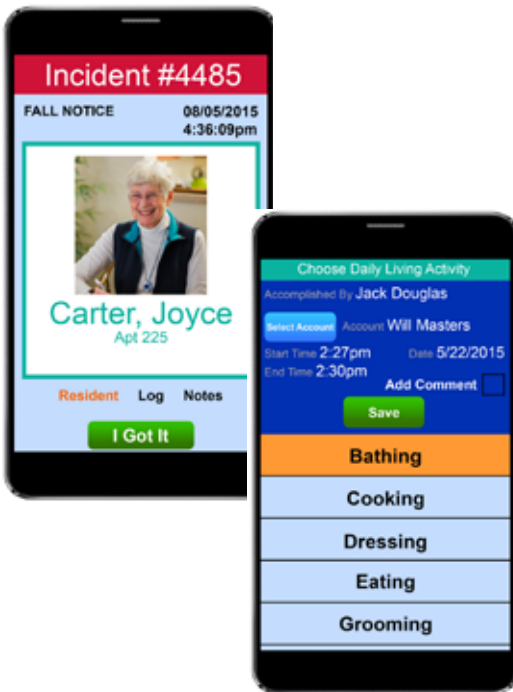 Incident #4485
FALL NOTICE 08/05/2015
4:36:09pm
Carter, Joyce
Apt 225
Resident Log Notes
I Got It
Choose Daily Living Activity
Accomplished By Jack Douglas
Select Account Account Will Masters
Start Time 2:27pm Date 5/22/2015
End Time 2:30pm
Add Comment
Save
Bathing
Cooking
Dressing
Eating
Grooming